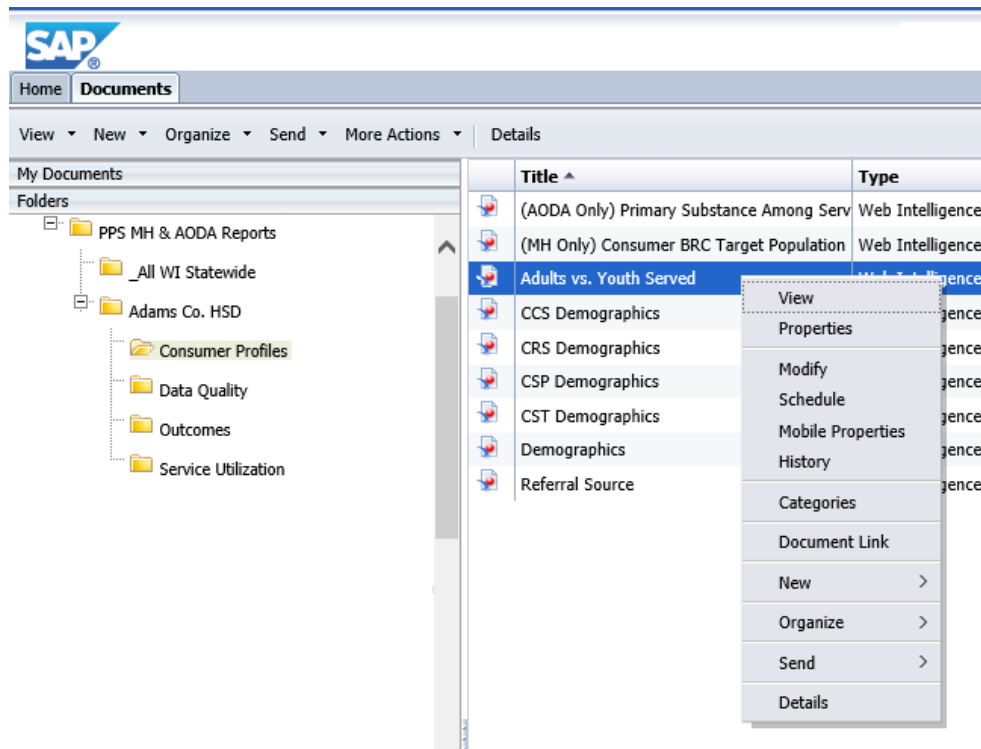 SAP®
Home Documents
View New Organize Send More Actions Details
My Documents
Folders
PPS MH & AODA Reports
_All WI Statewide
Adams Co. HSD
Consumer Profiles
Data Quality
Outcomes
Service Utilization
Title Type
(AODA Only) Primary Substance Among Serv Web Intelligence
(MH Only) Consumer BRC Target Population Web Intelligence
Adults vs. Youth Served
CCS Demographics
CRS Demographics
CSP Demographics
CST Demographics
Demographics
Referral Source
View
Properties
Modify
Schedule
Mobile Properties
History
Categories
Document Link
New
Organize
Send
Details